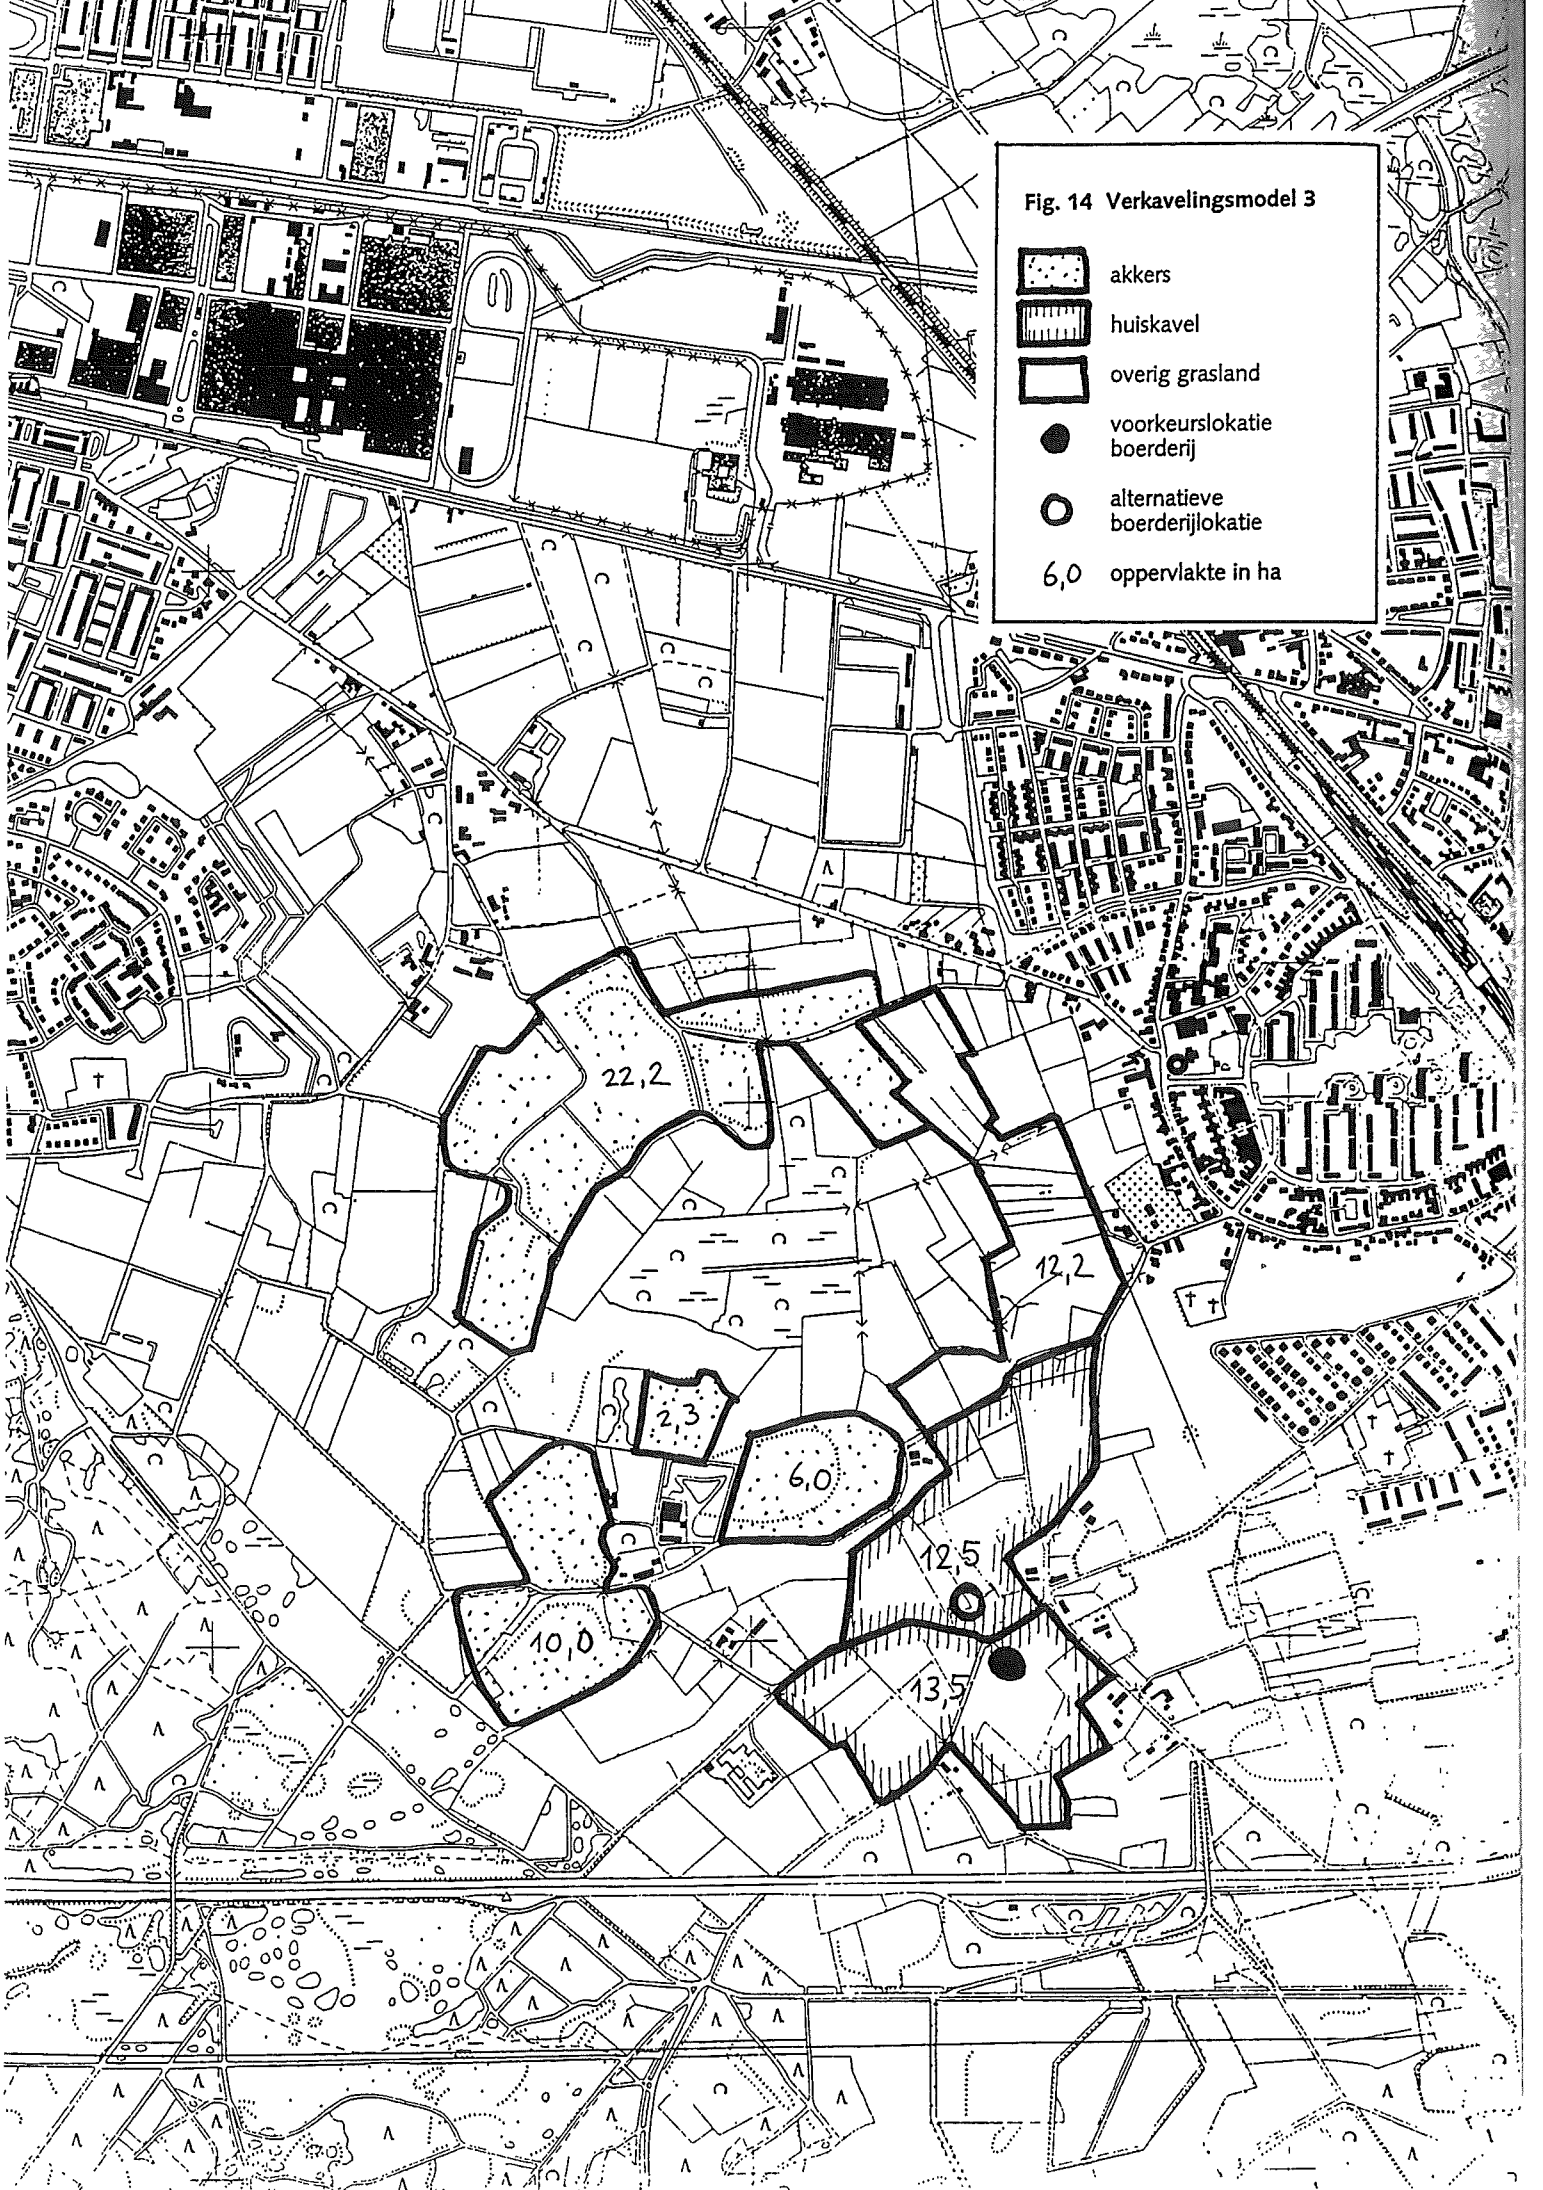 Fig. 14 Verkavelingsmodel 3
akkers
huiskavel
overig grasland
voorkeurslokatie
boerderij
alternatieve
boerderijlokatie
6,0 oppervlakte in ha
22,2
12,2
2,3
6,0
12,5
10,0
13,5